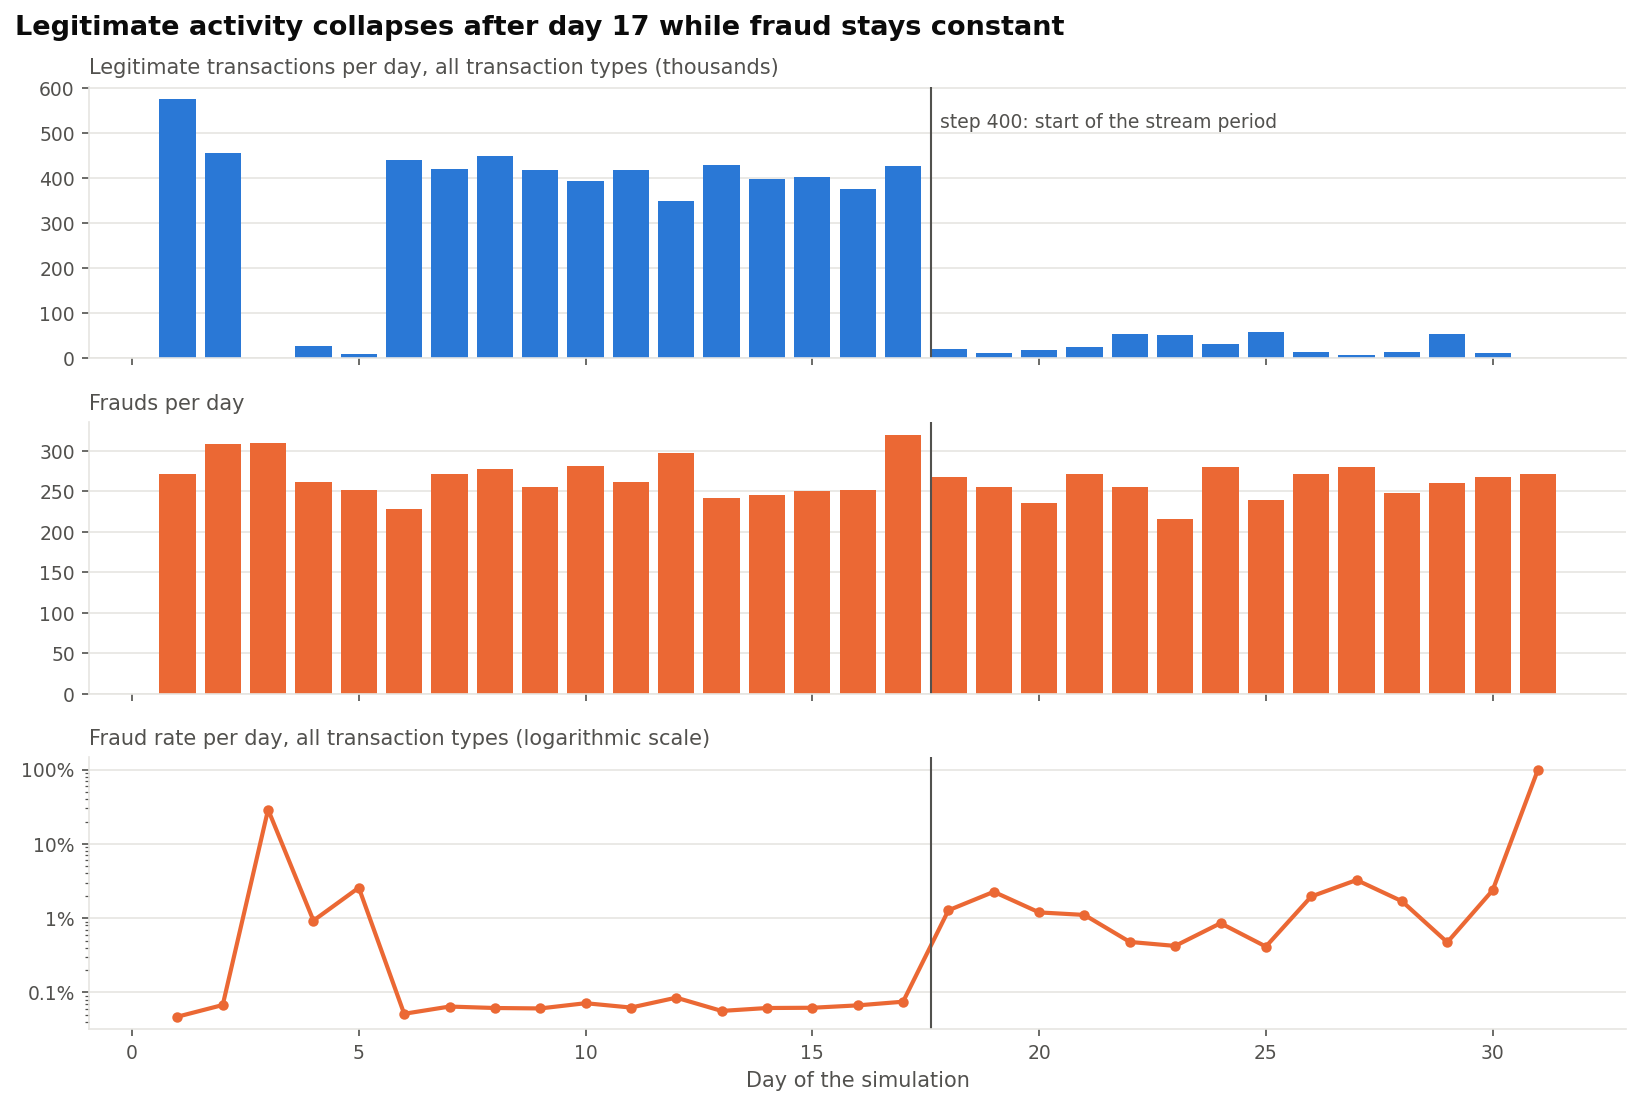 Legitimate activity collapses after day 17 while fraud stays constant
Legitimate transactions per day, all transaction types (thousands)
600
500
400
300
200
100
0
step 400: start of the stream period
Frauds per day
300
250
200
150
100
50
0
Fraud rate per day, all transaction types (logarithmic scale)
100%
10%
1%
0.1%
0 5 10 15 20 25 30
Day of the simulation